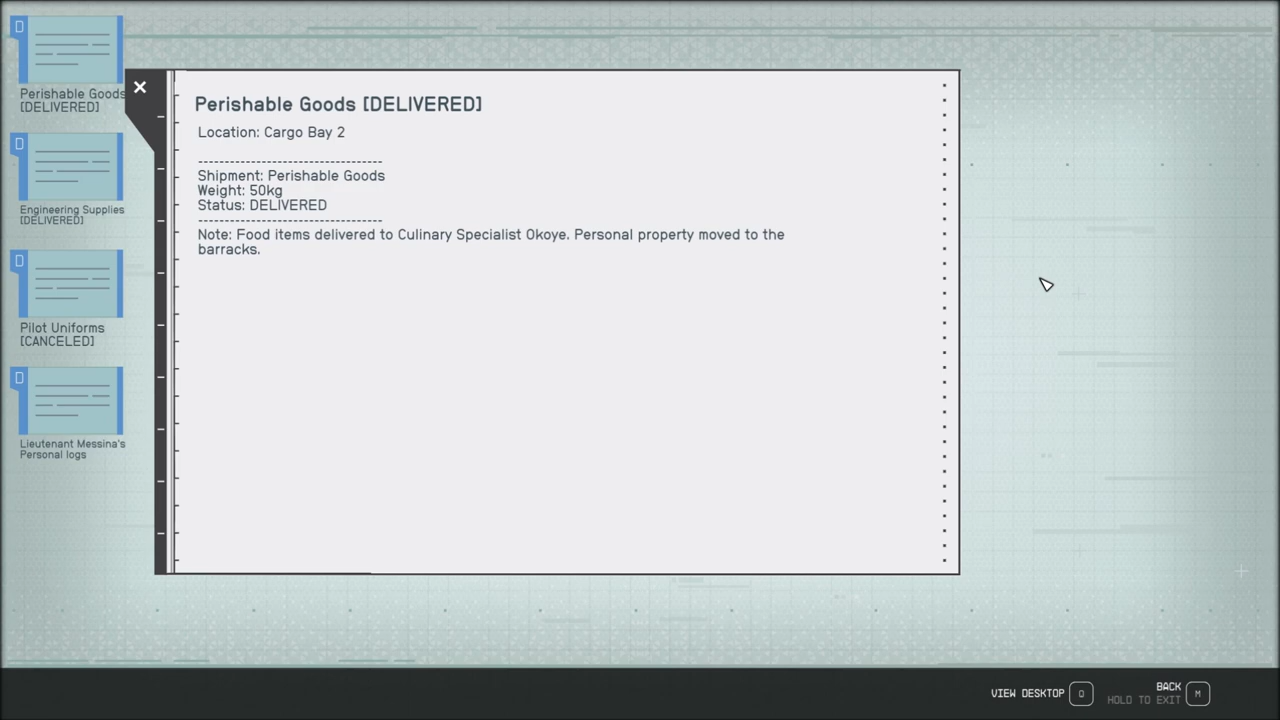 Perishable Goods
[DELIVERED]
Engineering Supplies
[DELIVERED]
Pilot Uniforms
[CANCELED]
Lieutenant Messina's
Personal logs
Perishable Goods [DELIVERED]
Location: Cargo Bay 2
----------------------------------
Shipment: Perishable Goods
Weight: 50kg
Status: DELIVERED
----------------------------------
Note: Food items delivered to Culinary Specialist Okoye. Personal property moved to the
barracks.
VIEW DESKTOP Q
BACK
HOLD TO EXIT M